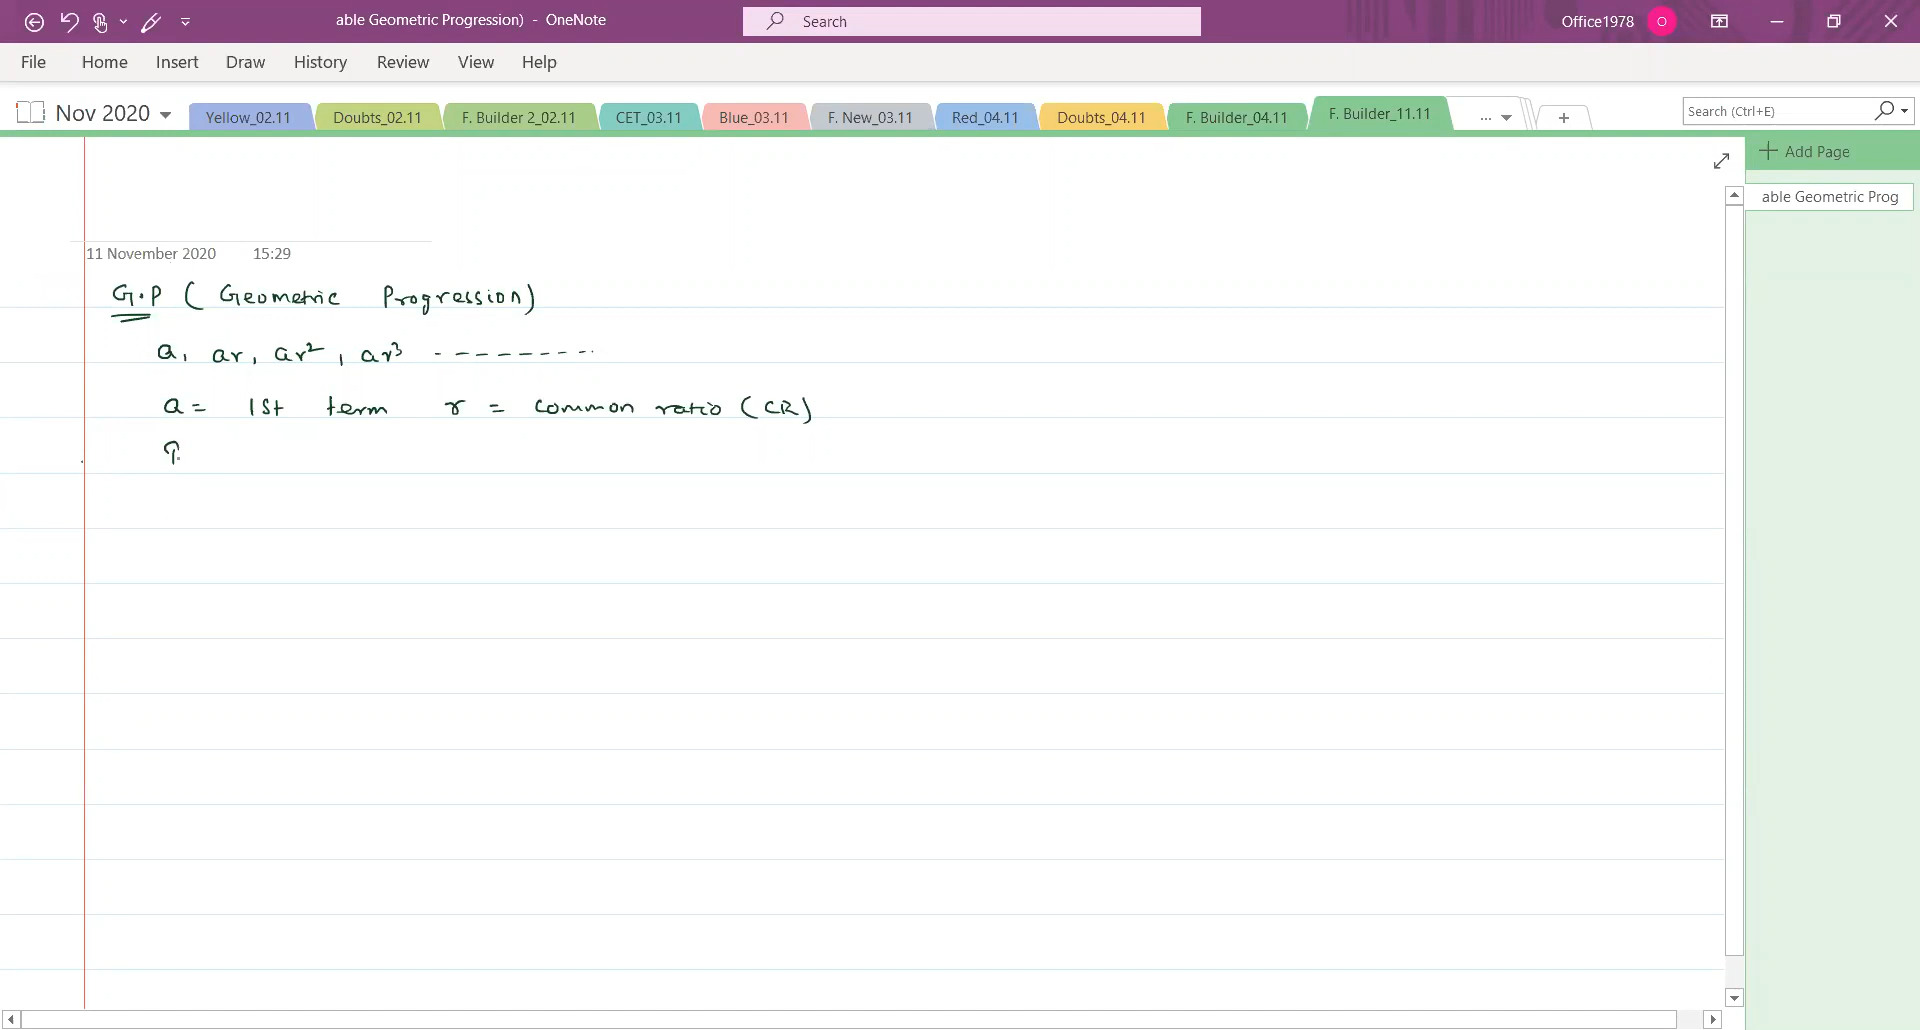 able Geometric Progression) - OneNote
Search
Office1978
O
File Home Insert Draw History Review View Help
Nov 2020
Yellow_02.11
Doubts_02.11
F. Builder 2_02.11
CET_03.11
Blue_03.11
F. New_03.11
Red_04.11
Doubts_04.11
F. Builder_04.11
F. Builder_11.11
...
Search (Ctrl+E)
Add Page
able Geometric Prog
11 November 2020 15:29
G.P ( Geometric Progression)
a, ar, ar², ar³ ---------
a = 1st term r = common ratio (CR)